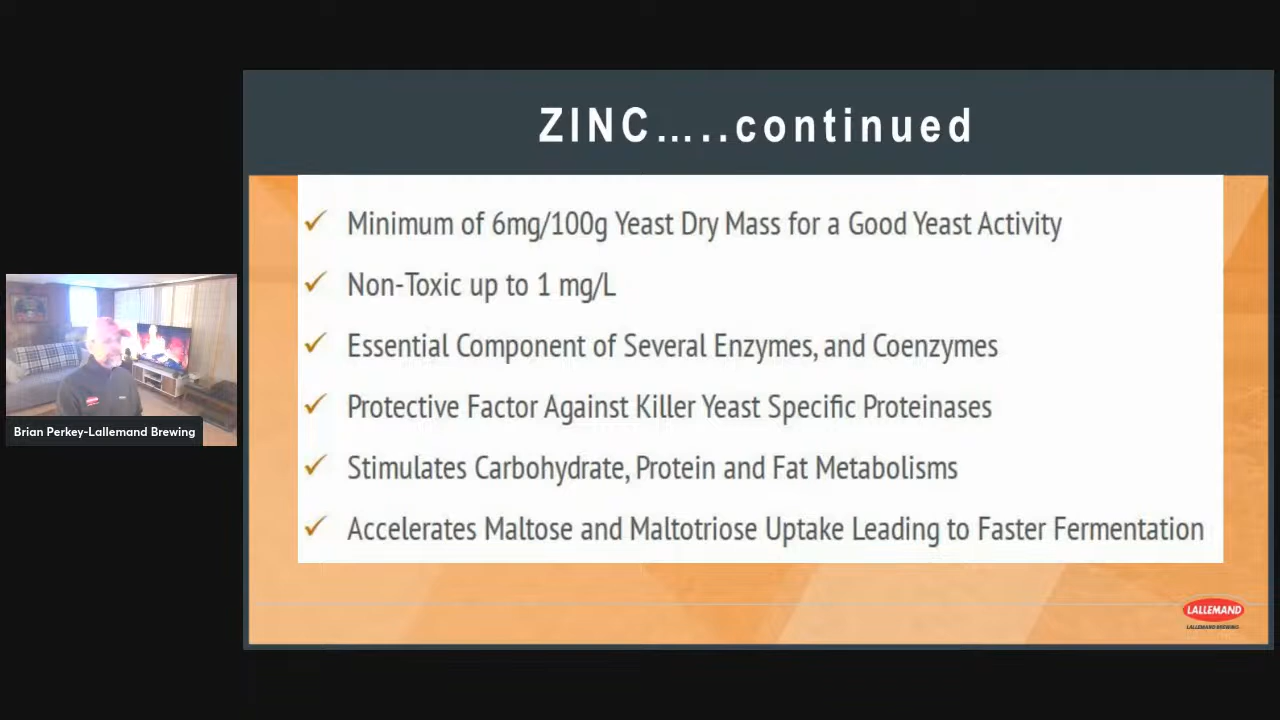 ZINC…..continued
Minimum of 6mg/100g Yeast Dry Mass for a Good Yeast Activity
Non-Toxic up to 1 mg/L
Essential Component of Several Enzymes, and Coenzymes
Protective Factor Against Killer Yeast Specific Proteinases
Stimulates Carbohydrate, Protein and Fat Metabolisms
Accelerates Maltose and Maltotriose Uptake Leading to Faster Fermentation
Brian Perkey-Lallemand Brewing
LALLEMAND
LALLEMAND BREWING